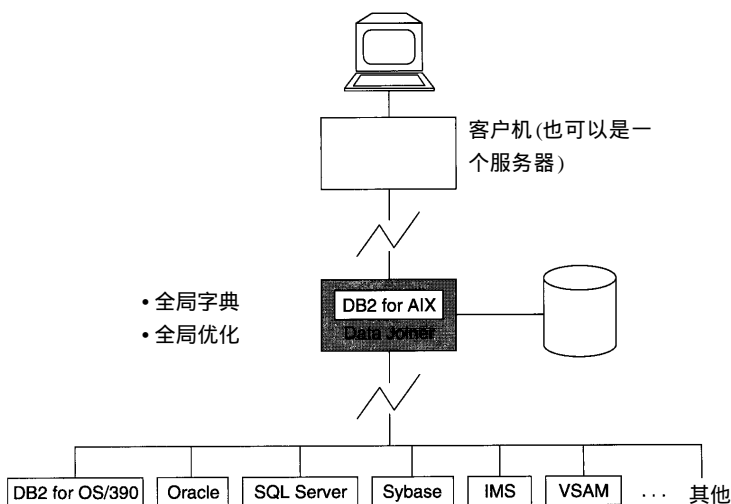 客户机(也可以是一
个服务器)
• 全局字典
• 全局优化
DB2 for AIX
Data Joiner
DB2 for OS/390
Oracle
SQL Server
Sybase
IMS
VSAM
...
其他